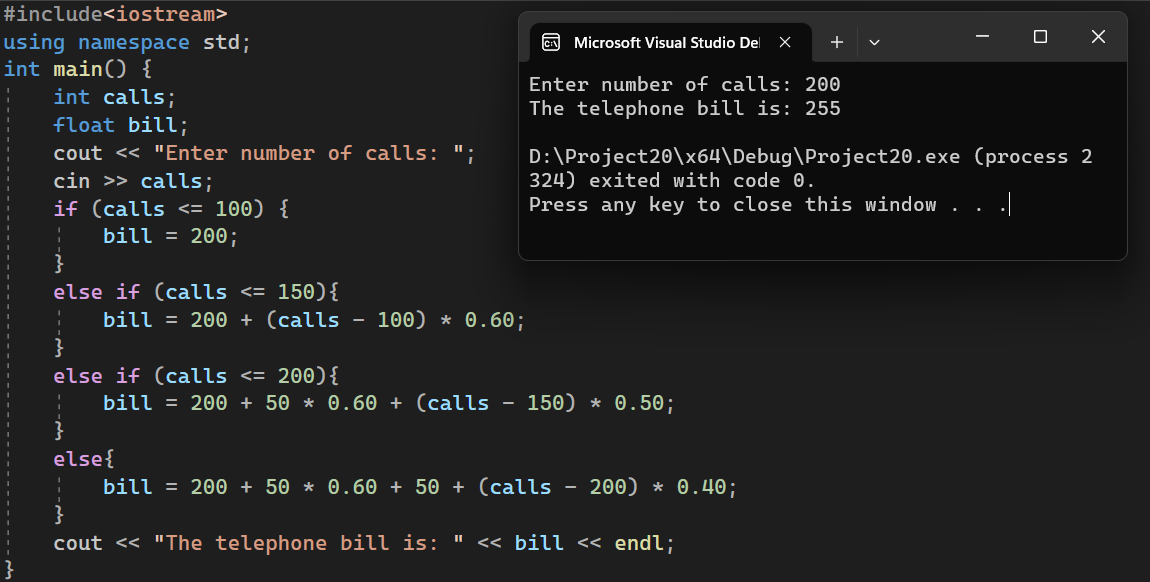 #include<iostream>
using namespace std;
int main() {
    int calls;
    float bill;
    cout << "Enter number of calls: ";
    cin >> calls;
    if (calls <= 100) {
        bill = 200;
    }
    else if (calls <= 150){
        bill = 200 + (calls - 100) * 0.60;
    }
    else if (calls <= 200){
        bill = 200 + 50 * 0.60 + (calls - 150) * 0.50;
    }
    else{
        bill = 200 + 50 * 0.60 + 50 + (calls - 200) * 0.40;
    }
    cout << "The telephone bill is: " << bill << endl;
}
Microsoft Visual Studio De
Enter number of calls: 200
The telephone bill is: 255
D:\Project20\x64\Debug\Project20.exe (process 2
324) exited with code 0.
Press any key to close this window . . .